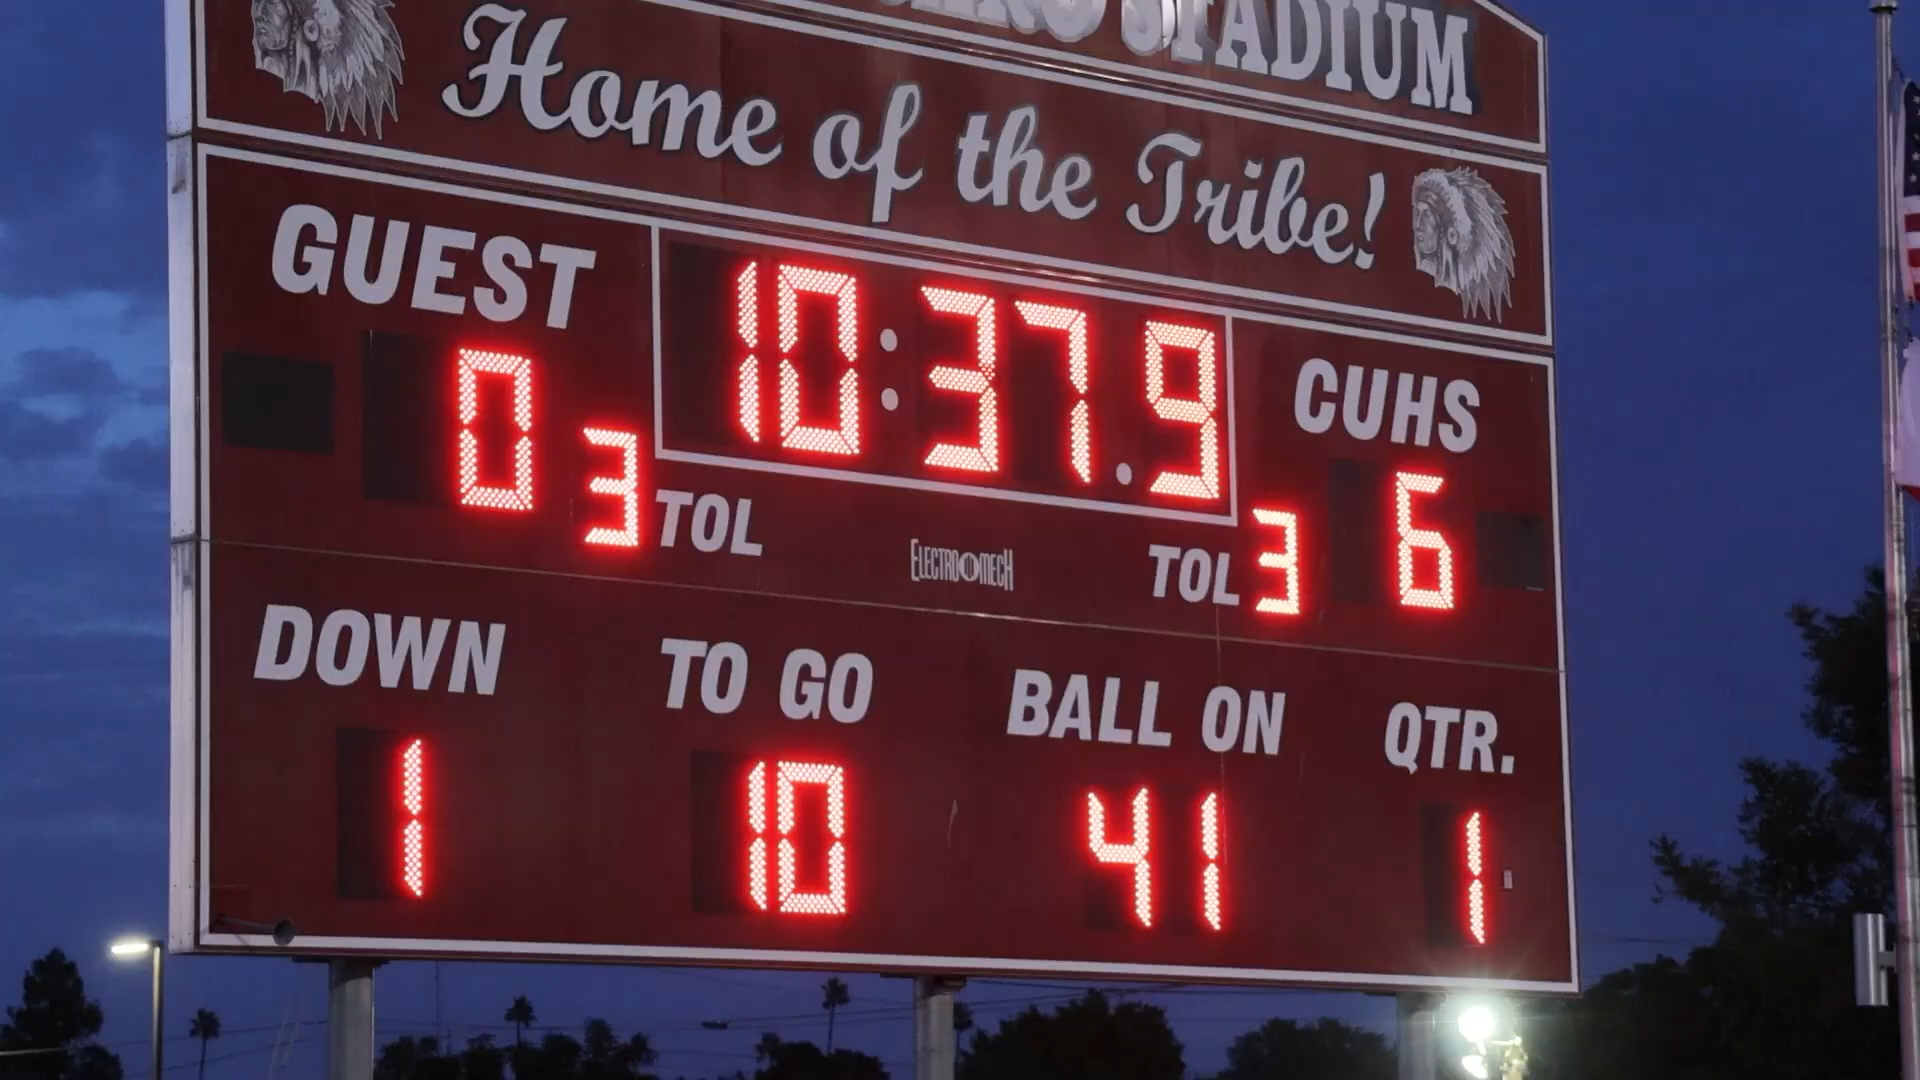 STADIUM
Home of the Tribe!
GUEST
10:37.9
CUHS
0
3 TOL
TOL 3
6
ELECTRO-MECH
DOWN
TO GO
BALL ON
QTR.
1
10
41
1